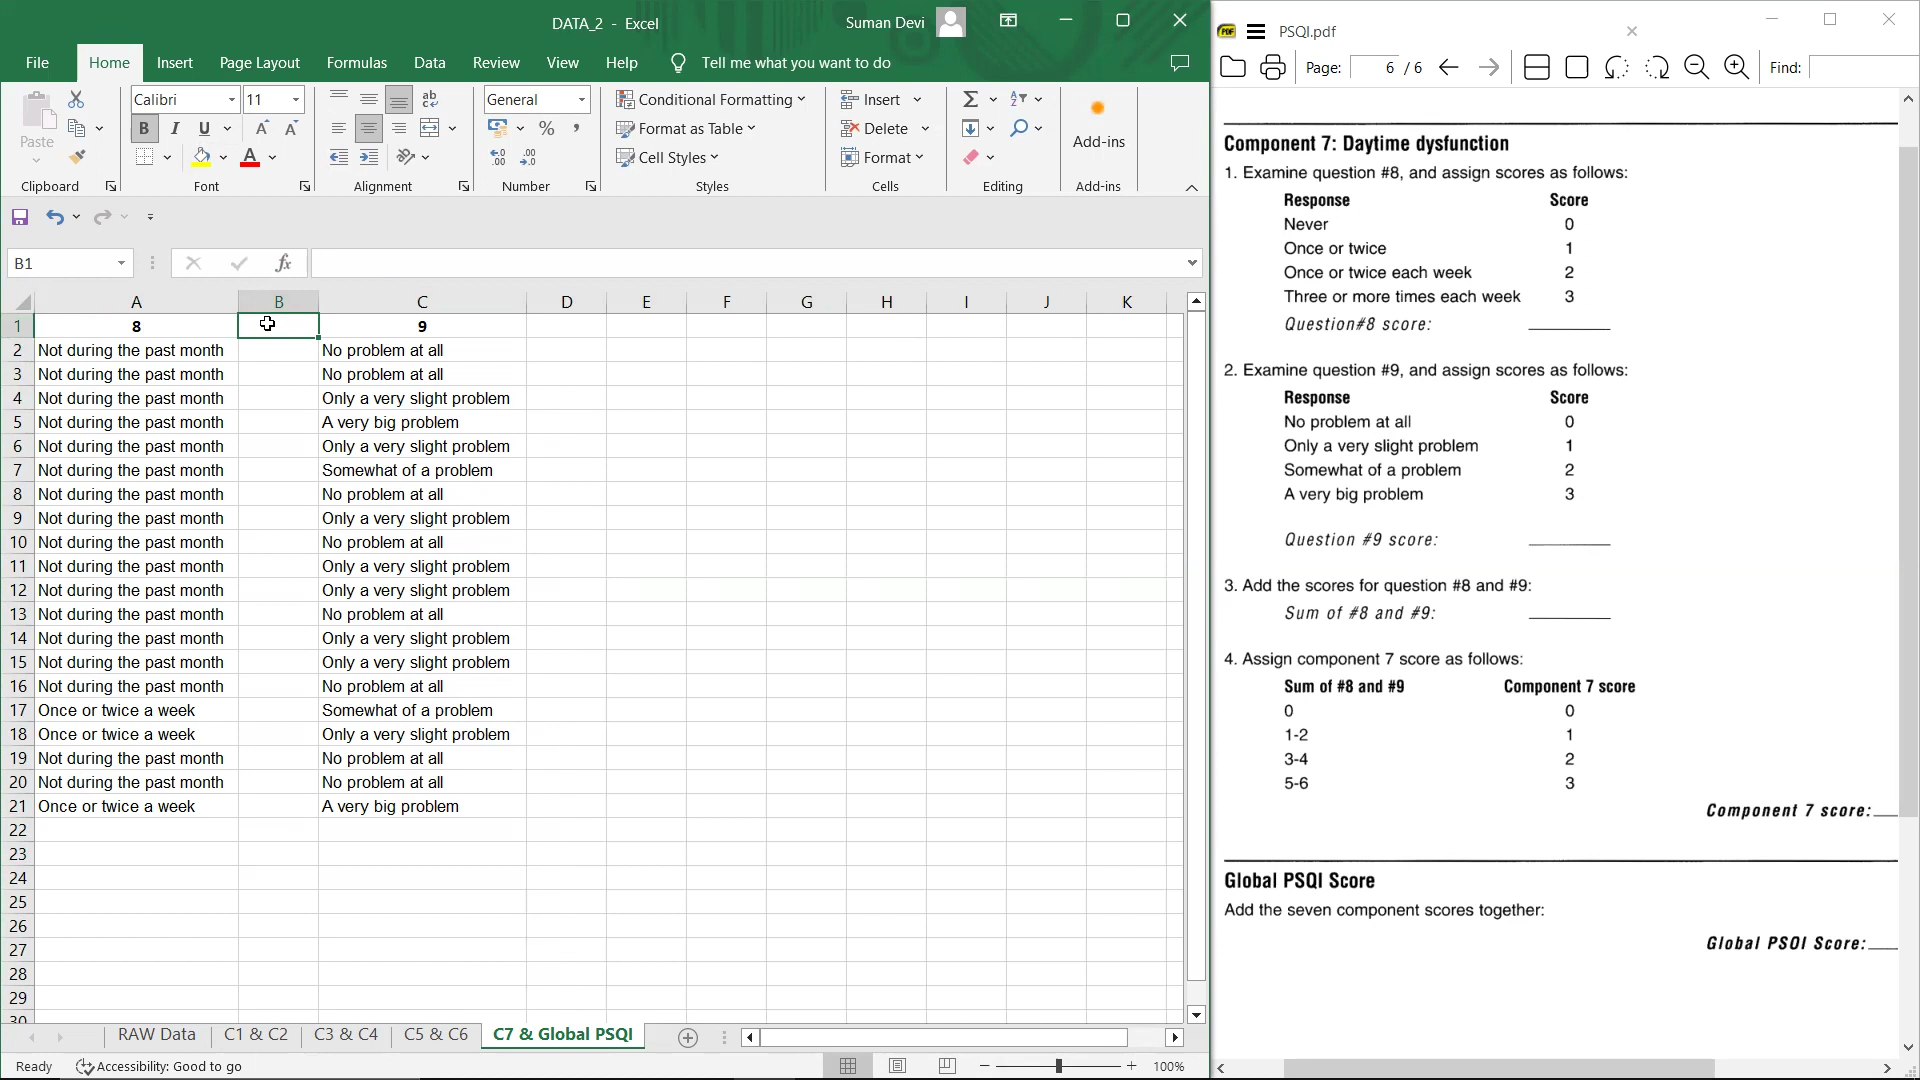 DATA_2 - Excel
Suman Devi
File Home Insert Page Layout Formulas Data Review View Help Tell me what you want to do
Paste
Clipboard
Calibri 11
B I U A A A
Font
ab
Alignment
General
% ,
Number
Conditional Formatting
Format as Table
Cell Styles
Styles
Insert
Delete
Format
Cells
Editing
Add-ins
Add-ins
B1 fx
A B C D E F G H I J K
1 8 9
2 Not during the past month No problem at all
3 Not during the past month No problem at all
4 Not during the past month Only a very slight problem
5 Not during the past month A very big problem
6 Not during the past month Only a very slight problem
7 Not during the past month Somewhat of a problem
8 Not during the past month No problem at all
9 Not during the past month Only a very slight problem
10 Not during the past month No problem at all
11 Not during the past month Only a very slight problem
12 Not during the past month Only a very slight problem
13 Not during the past month No problem at all
14 Not during the past month Only a very slight problem
15 Not during the past month Only a very slight problem
16 Not during the past month No problem at all
17 Once or twice a week Somewhat of a problem
18 Once or twice a week Only a very slight problem
19 Not during the past month No problem at all
20 Not during the past month No problem at all
21 Once or twice a week A very big problem
22
23
24
25
26
27
28
29
30
RAW Data C1 & C2 C3 & C4 C5 & C6 C7 & Global PSQI
Ready Accessibility: Good to go 100%
PDF PSQI.pdf
Page: 6 / 6 Find:
Component 7: Daytime dysfunction
1. Examine question #8, and assign scores as follows:
Response Score
Never 0
Once or twice 1
Once or twice each week 2
Three or more times each week 3
Question#8 score:
2. Examine question #9, and assign scores as follows:
Response Score
No problem at all 0
Only a very slight problem 1
Somewhat of a problem 2
A very big problem 3
Question #9 score:
3. Add the scores for question #8 and #9:
Sum of #8 and #9:
4. Assign component 7 score as follows:
Sum of #8 and #9 Component 7 score
0 0
1-2 1
3-4 2
5-6 3
Component 7 score:
Global PSQI Score
Add the seven component scores together:
Global PSQI Score: